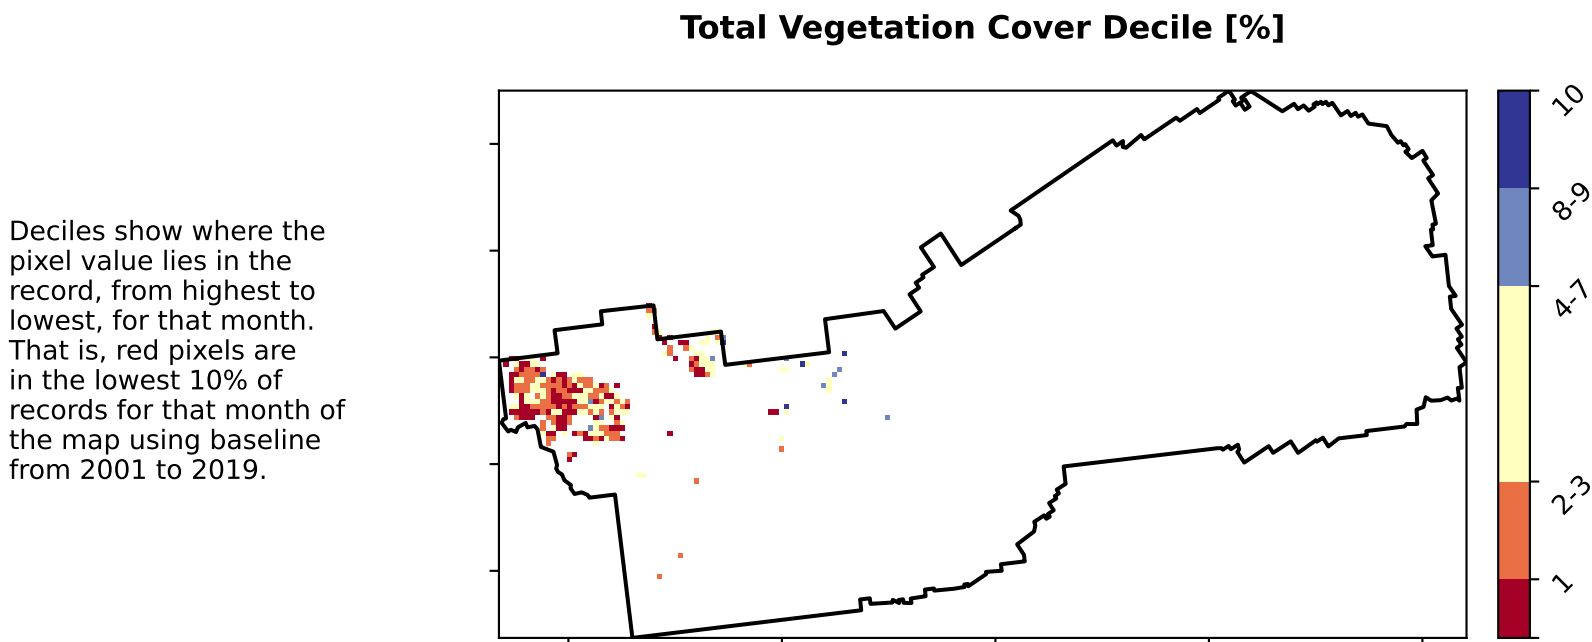 Total Vegetation Cover Decile [%]
Deciles show where the
pixel value lies in the
record, from highest to
lowest, for that month.
That is, red pixels are
in the lowest 10% of
records for that month of
the map using baseline
from 2001 to 2019.
10
8-9
4-7
2-3
1